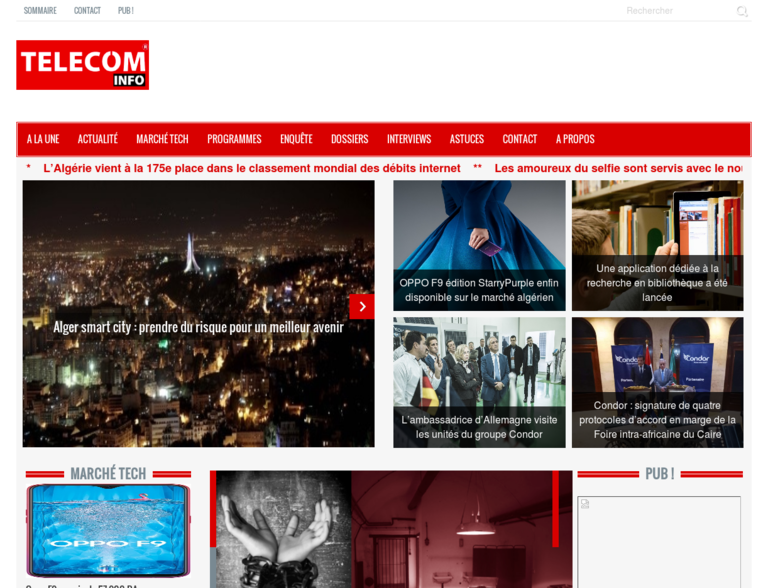 SOMMAIRE CONTACT PUB !
Rechercher
TELECOM
INFO
A LA UNE ACTUALITÉ MARCHÉ TECH PROGRAMMES ENQUÊTE DOSSIERS INTERVIEWS ASTUCES CONTACT A PROPOS
* L'Algérie vient à la 175e place dans le classement mondial des débits internet ** Les amoureux du selfie sont servis avec le
Alger smart city : prendre du risque pour un meilleur avenir
OPPO F9 édition StarryPurple enfin
disponible sur le marché algérien
Une application dédiée à la
recherche en bibliothèque a été
lancée
L'ambassadrice d'Allemagne visite
les unités du groupe Condor
Condor
Condor
Condor : signature de quatre
protocoles d'accord en marge de la
Foire intra-africaine du Caire
MARCHÉ TECH
PUB !
OPPO F9